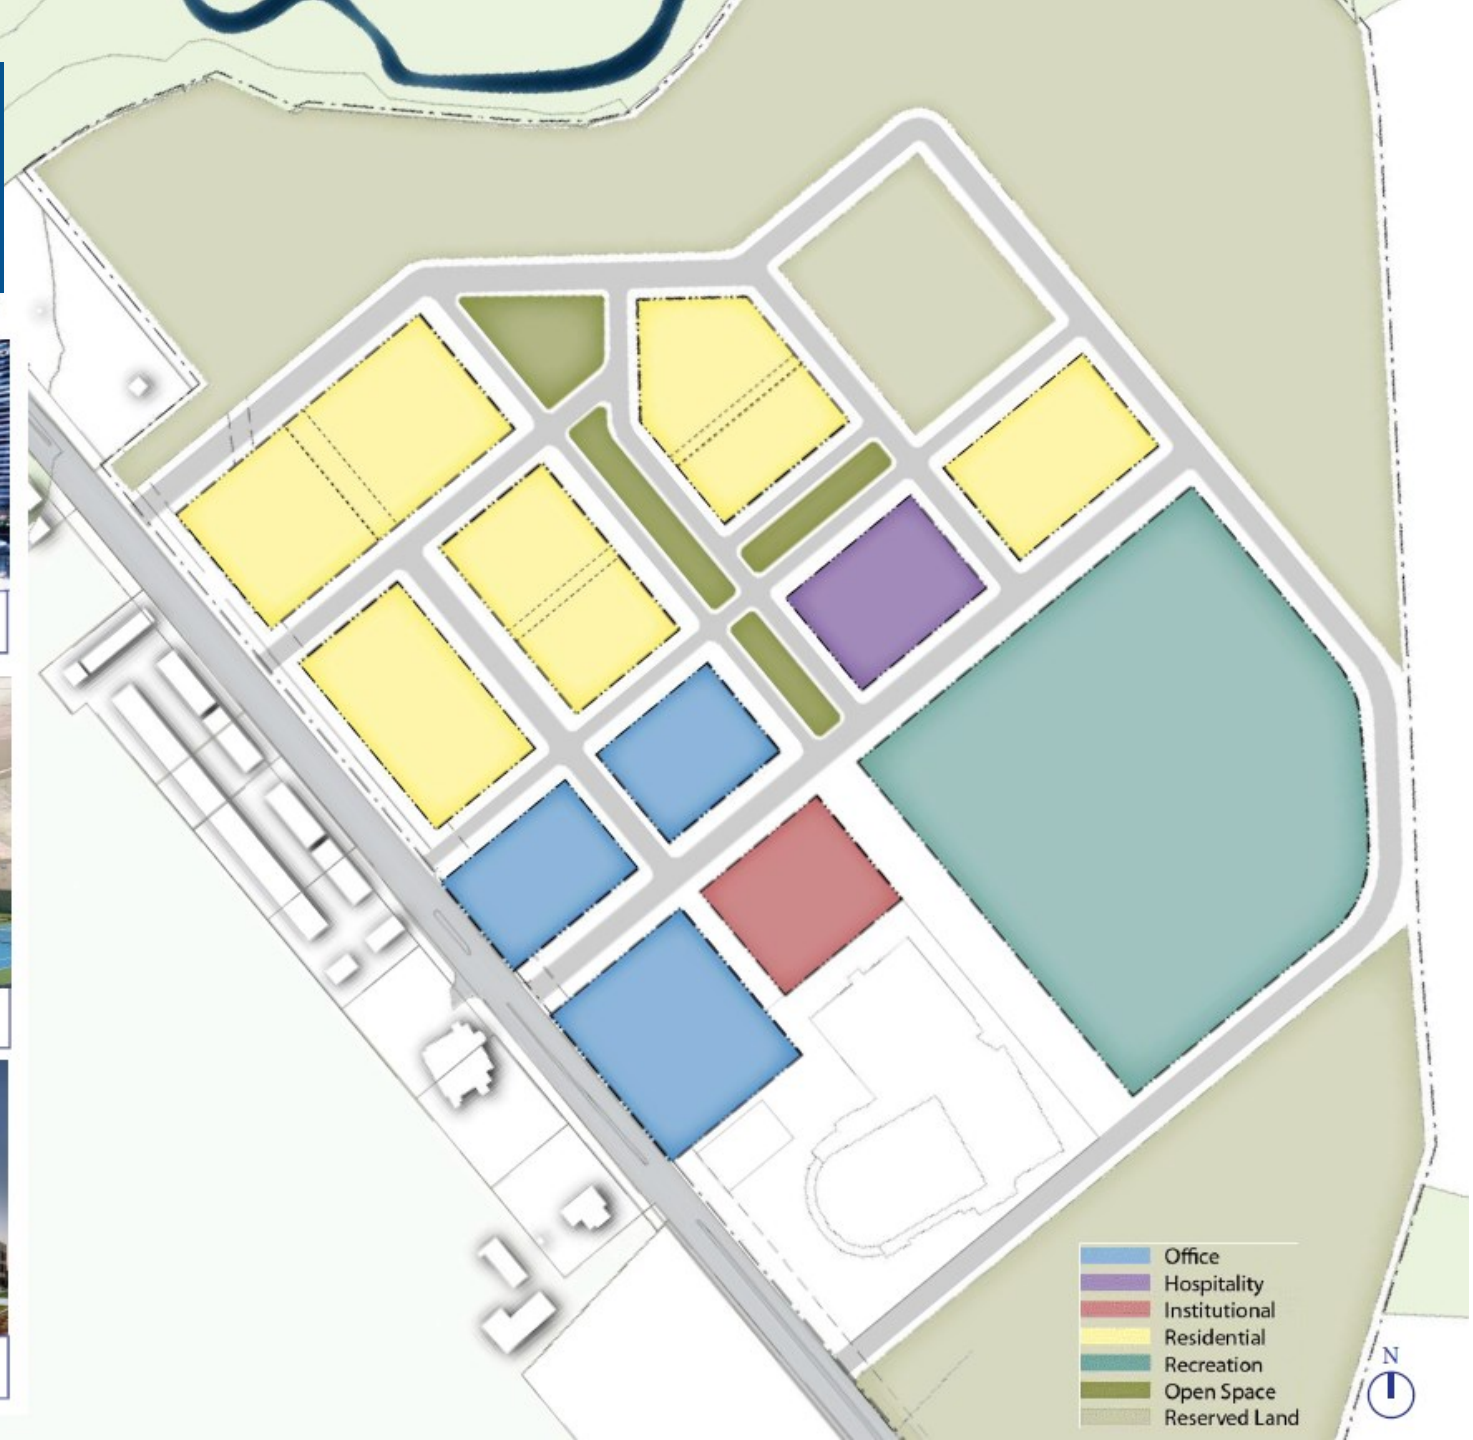 Office
Hospitality
Institutional
Residential
Recreation
Open Space
Reserved Land
N